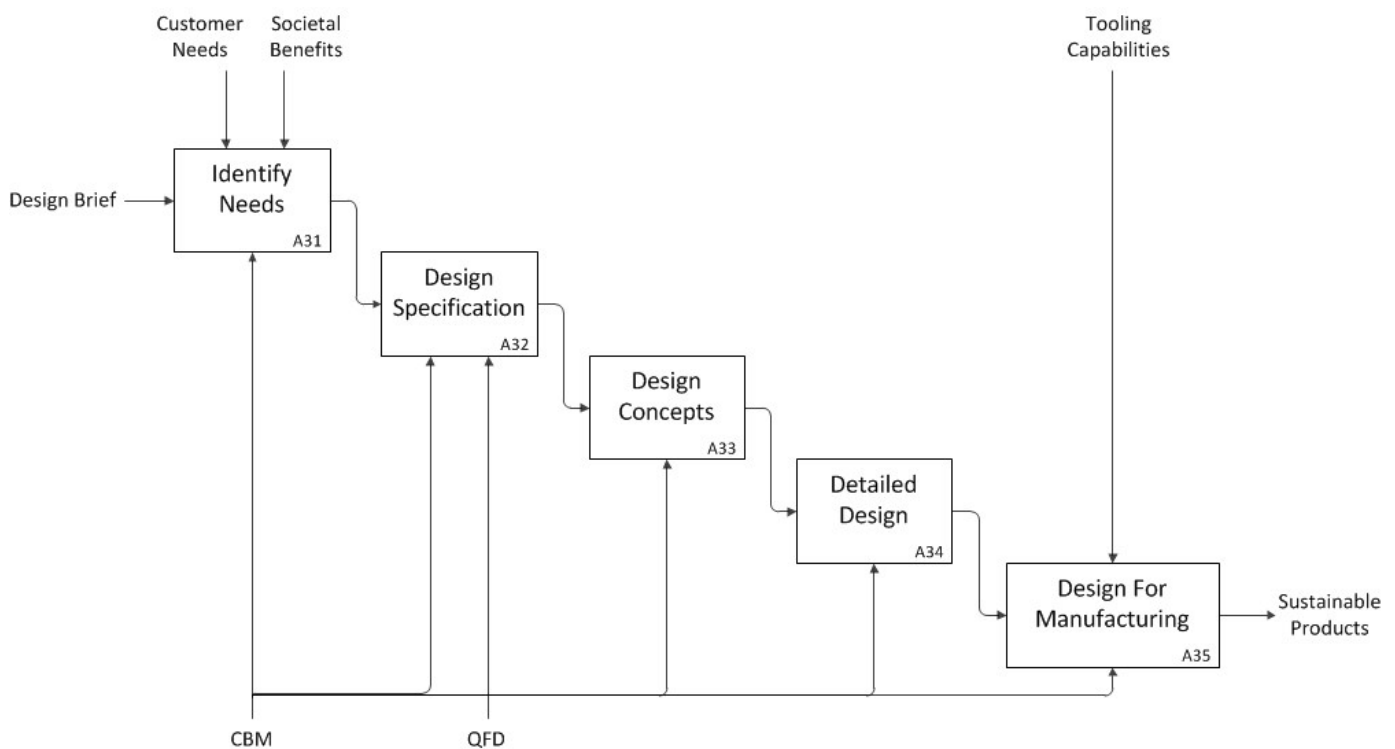 Customer
Needs
Societal
Benefits
Tooling
Capabilities
Design Brief
Identify
Needs
A31
Design
Specification
A32
Design
Concepts
A33
Detailed
Design
A34
Design For
Manufacturing
A35
Sustainable
Products
CBM
QFD